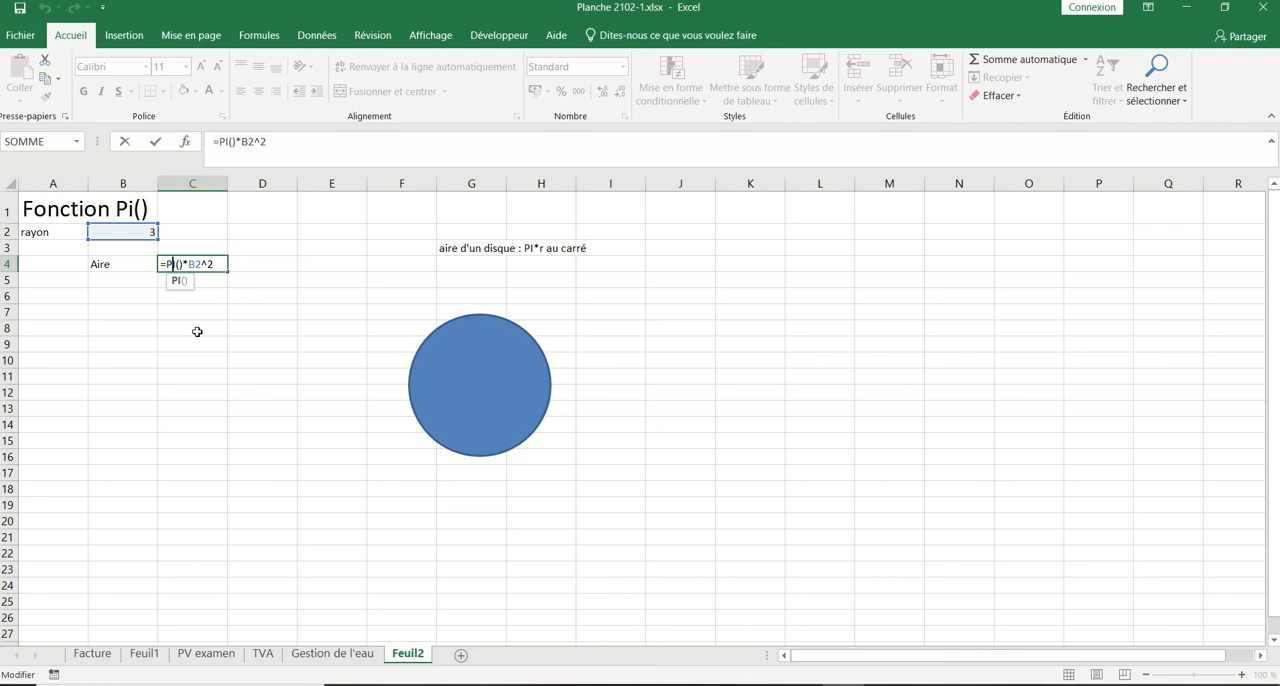 Planche 2102-1.xlsx - Excel
Connexion
Fichier Accueil Insertion Mise en page Formules Données Révision Affichage Développeur Aide Dites-nous ce que vous voulez faire Partager
Coller
Calibri 11
G I S
Renvoyer à la ligne automatiquement
Fusionner et centrer
Standard
% 000
Mise en forme conditionnelle
Mettre sous forme de tableau
Styles de cellules
Insérer Supprimer Format
Somme automatique
Recopier
Effacer
Trier et filtrer
Rechercher et sélectionner
Presse-papiers Police Alignement Nombre Styles Cellules Édition
SOMME fx =PI()*B2^2
A B C D E F G H I J K L M N O P Q R
1 Fonction Pi()
2 rayon 3
3 aire d'un disque : PI*r au carré
4 Aire =PI()*B2^2
5 PI()
6
7
8
9
10
11
12
13
14
15
16
17
18
19
20
21
22
23
24
25
26
27
Facture Feuil1 PV examen TVA Gestion de l'eau Feuil2
Modifier 100 %